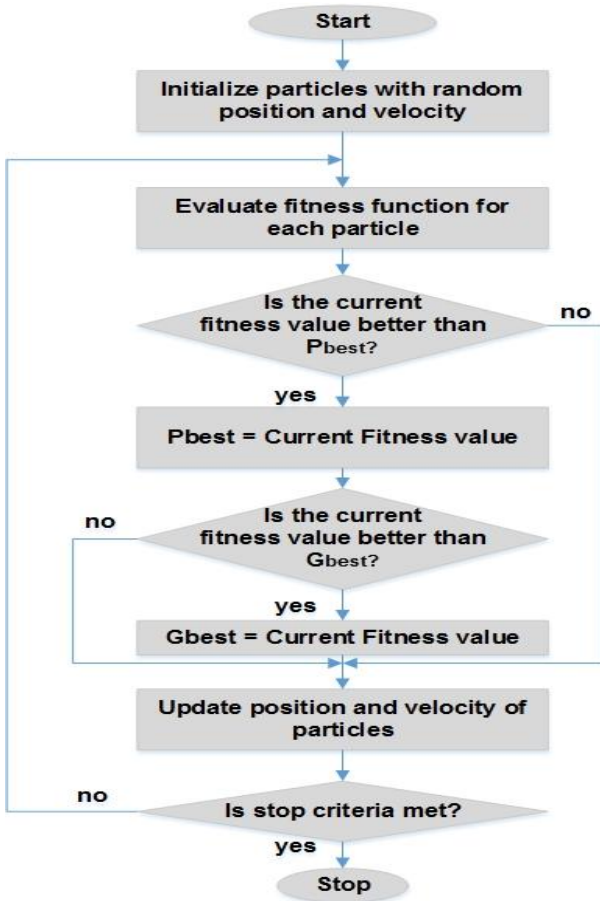 Start
Initialize particles with random
position and velocity
Evaluate fitness function for
each particle
Is the current
fitness value better than
Pbest?
no
yes
Pbest = Current Fitness value
no
Is the current
fitness value better than
Gbest?
yes
Gbest = Current Fitness value
Update position and velocity of
particles
no
Is stop criteria met?
yes
Stop